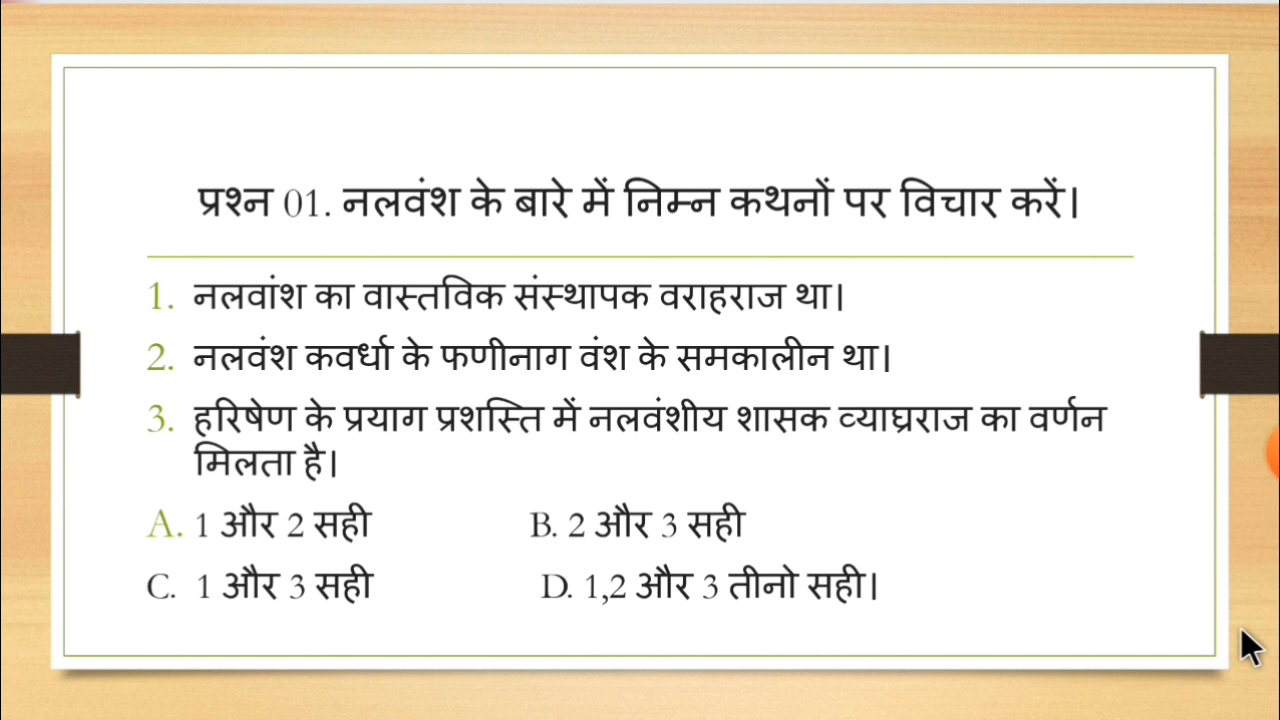 प्रश्न 01. नलवंश के बारे में निम्न कथनों पर विचार करें।
1. नलवांश का वास्तविक संस्थापक वराहराज था।
2. नलवंश कवर्धा के फणीनाग वंश के समकालीन था।
3. हरिषेण के प्रयाग प्रशस्ति में नलवंशीय शासक व्याघ्रराज का वर्णन
मिलता है।
A. 1 और 2 सही B. 2 और 3 सही
C. 1 और 3 सही D. 1,2 और 3 तीनो सही।